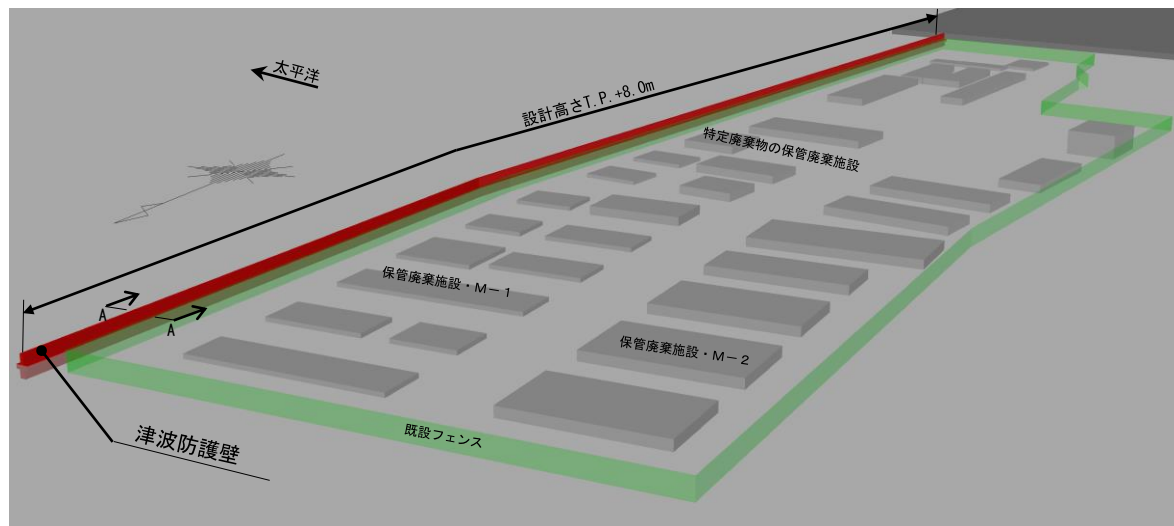 太平洋
設計高さT.P.+8.0m
特定廃棄物の保管廃棄施設
保管廃棄施設・M－1
A
A
保管廃棄施設・M－2
既設フェンス
津波防護壁